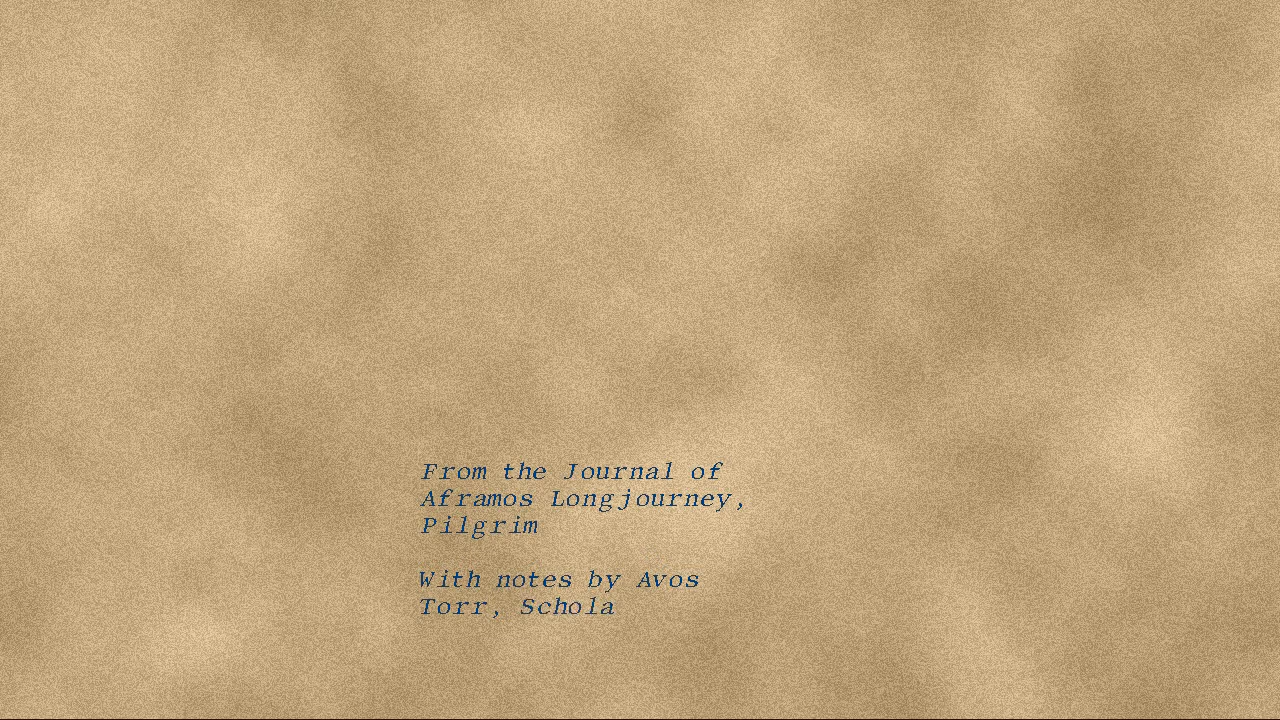 From the Journal of
Aframos Longjourney,
Pilgrim
With notes by Avos
Torr, Schola